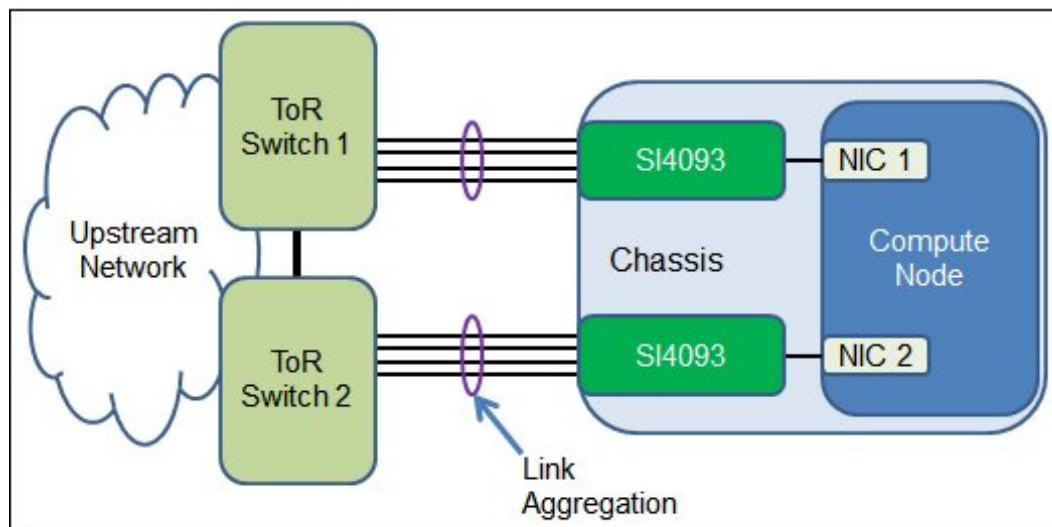 ToR
Switch 1
SI4093
NIC 1
Upstream
Network
Chassis
Compute
Node
ToR
Switch 2
SI4093
NIC 2
Link
Aggregation